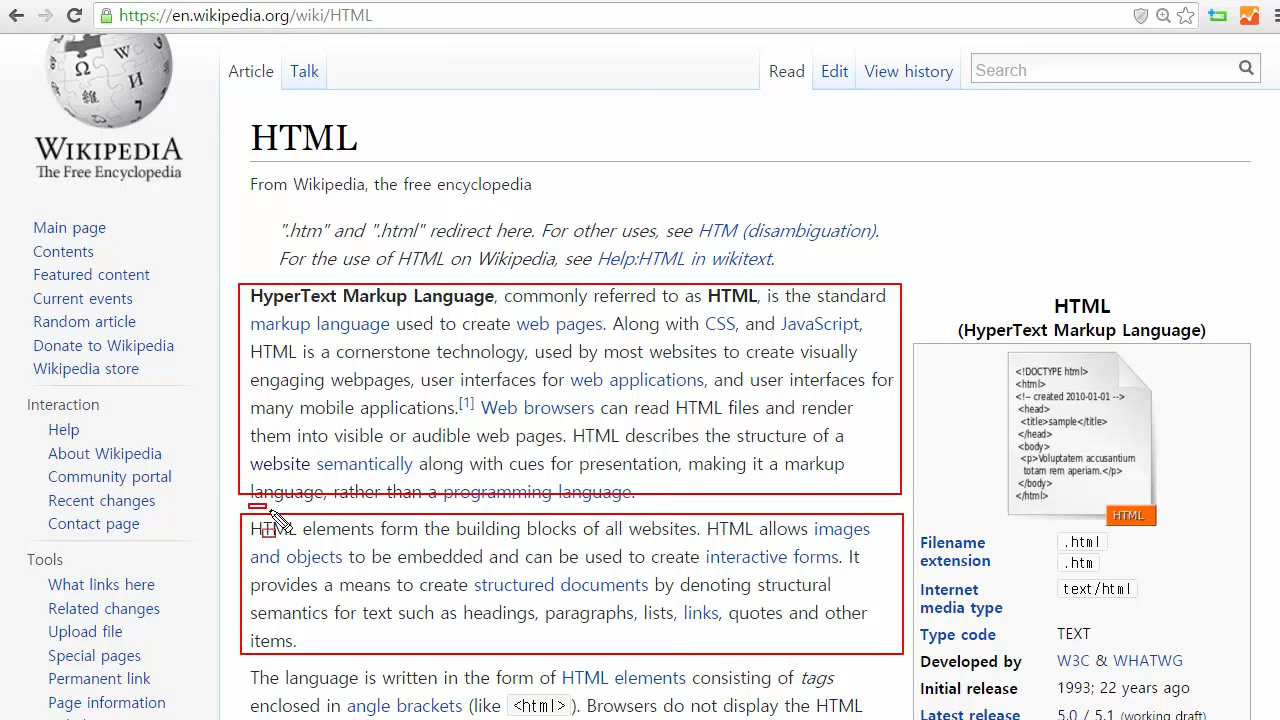 https://en.wikipedia.org/wiki/HTML
WIKIPEDIA
The Free Encyclopedia
Main page
Contents
Featured content
Current events
Random article
Donate to Wikipedia
Wikipedia store
Interaction
Help
About Wikipedia
Community portal
Recent changes
Contact page
Tools
What links here
Related changes
Upload file
Special pages
Permanent link
Page information
Article
Talk
Read
Edit
View history
Search
HTML
From Wikipedia, the free encyclopedia
".htm" and ".html" redirect here. For other uses, see HTM (disambiguation).
For the use of HTML on Wikipedia, see Help:HTML in wikitext.
HyperText Markup Language, commonly referred to as HTML, is the standard
markup language used to create web pages. Along with CSS, and JavaScript,
HTML is a cornerstone technology, used by most websites to create visually
engaging webpages, user interfaces for web applications, and user interfaces for
many mobile applications.[1] Web browsers can read HTML files and render
them into visible or audible web pages. HTML describes the structure of a
website semantically along with cues for presentation, making it a markup
language, rather than a programming language.
HTML elements form the building blocks of all websites. HTML allows images
and objects to be embedded and can be used to create interactive forms. It
provides a means to create structured documents by denoting structural
semantics for text such as headings, paragraphs, lists, links, quotes and other
items.
The language is written in the form of HTML elements consisting of tags
enclosed in angle brackets (like <html>). Browsers do not display the HTML
HTML
(HyperText Markup Language)
<!DOCTYPE html>
<html>
<!-- created 2010-01-01 -->
<head>
<title>sample</title>
</head>
<body>
<p>Voluptatem accusantium
totam rem aperiam.</p>
</body>
</html>
HTML
Filename extension .html
.htm
Internet media type text/html
Type code TEXT
Developed by W3C & WHATWG
Initial release 1993; 22 years ago
Latest release 5.0 / 5.1 (working draft)